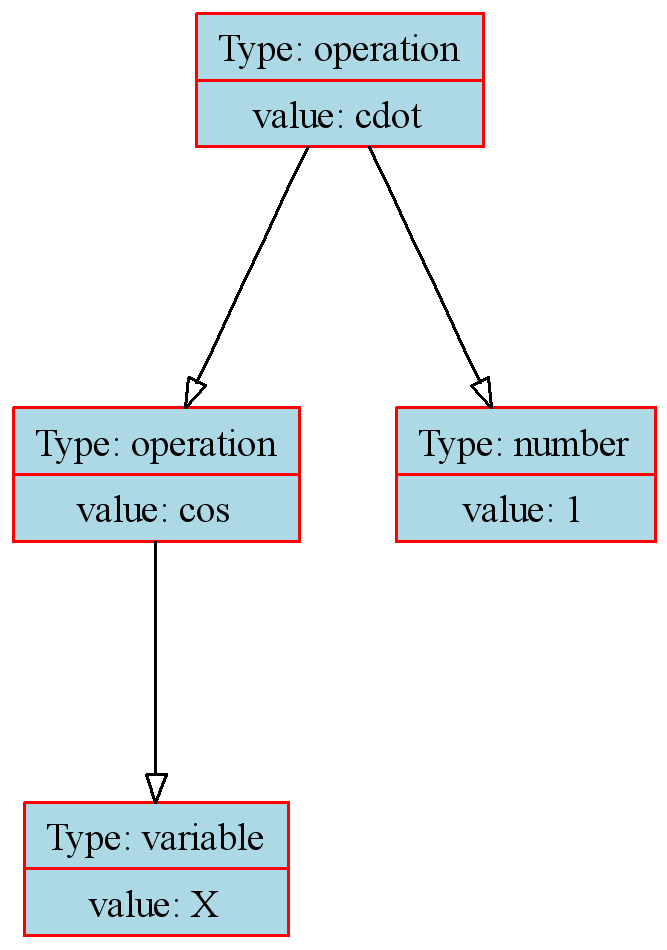 Type: operation
value: cdot
Type: operation
value: cos
Type: number
value: 1
Type: variable
value: X